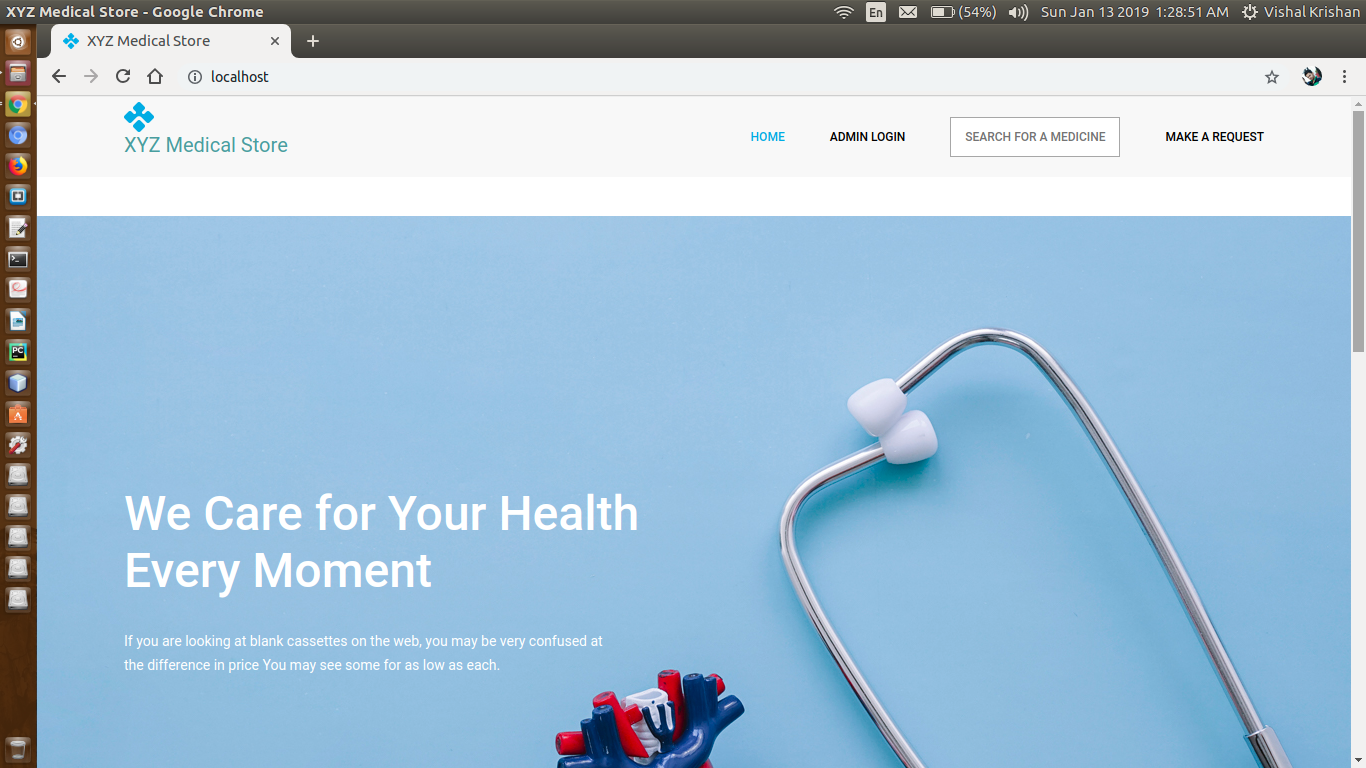 XYZ Medical Store - Google Chrome
En
(54%)
Sun Jan 13 2019 1:28:51 AM
Vishal Krishan
XYZ Medical Store
localhost
XYZ Medical Store
HOME
ADMIN LOGIN
SEARCH FOR A MEDICINE
MAKE A REQUEST
PC
We Care for Your Health
Every Moment
If you are looking at blank cassettes on the web, you may be very confused at
the difference in price You may see some for as low as each.